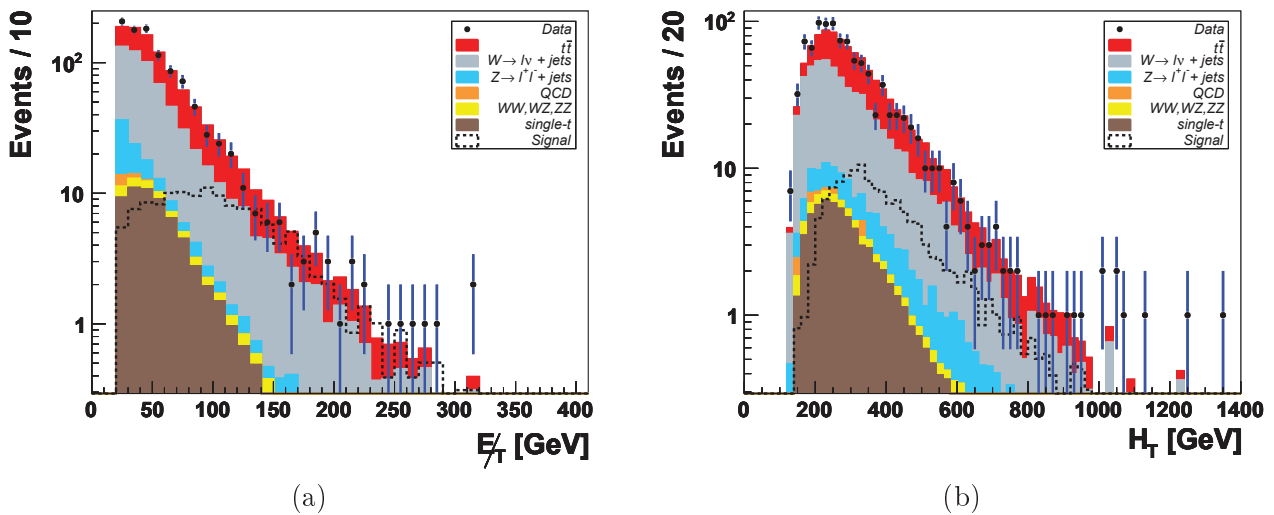 Events / 10
10²
10
1
Data
tt̄
W→ lν + jets
Z→ l⁺l⁻+ jets
QCD
WW,WZ,ZZ
single-t
Signal
0 50 100 150 200 250 300 350 400
E̸T [GeV]
(a)
Events / 20
10²
10
1
Data
tt̄
W→ lν + jets
Z→ l⁺l⁻+ jets
QCD
WW,WZ,ZZ
single-t
Signal
0 200 400 600 800 1000 1200 1400
HT [GeV]
(b)